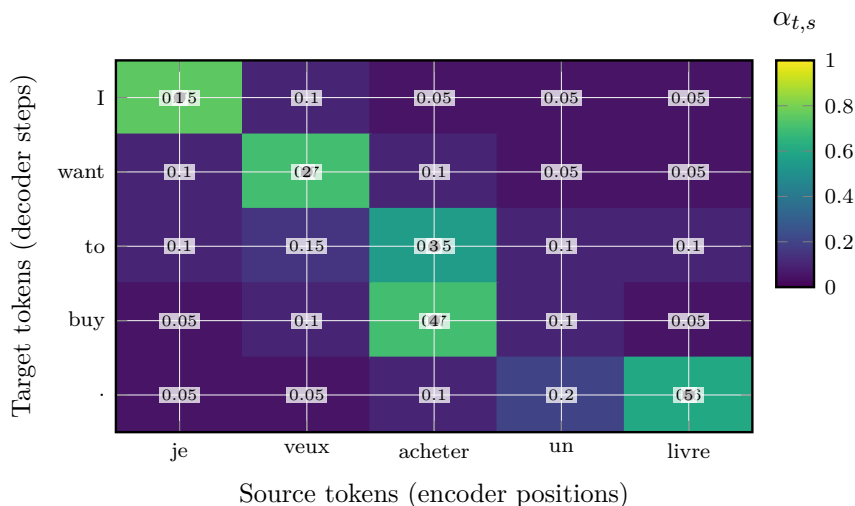 α_{t,s}
1
0.8
0.6
0.4
0.2
0
Target tokens (decoder steps)
I 0.1 0.05 0.05 0.05
want 0.1 0.1 0.05 0.05
to 0.1 0.15 0.1 0.1
buy 0.05 0.1 0.1 0.05
. 0.05 0.05 0.1 0.2
je veux acheter un livre
Source tokens (encoder positions)